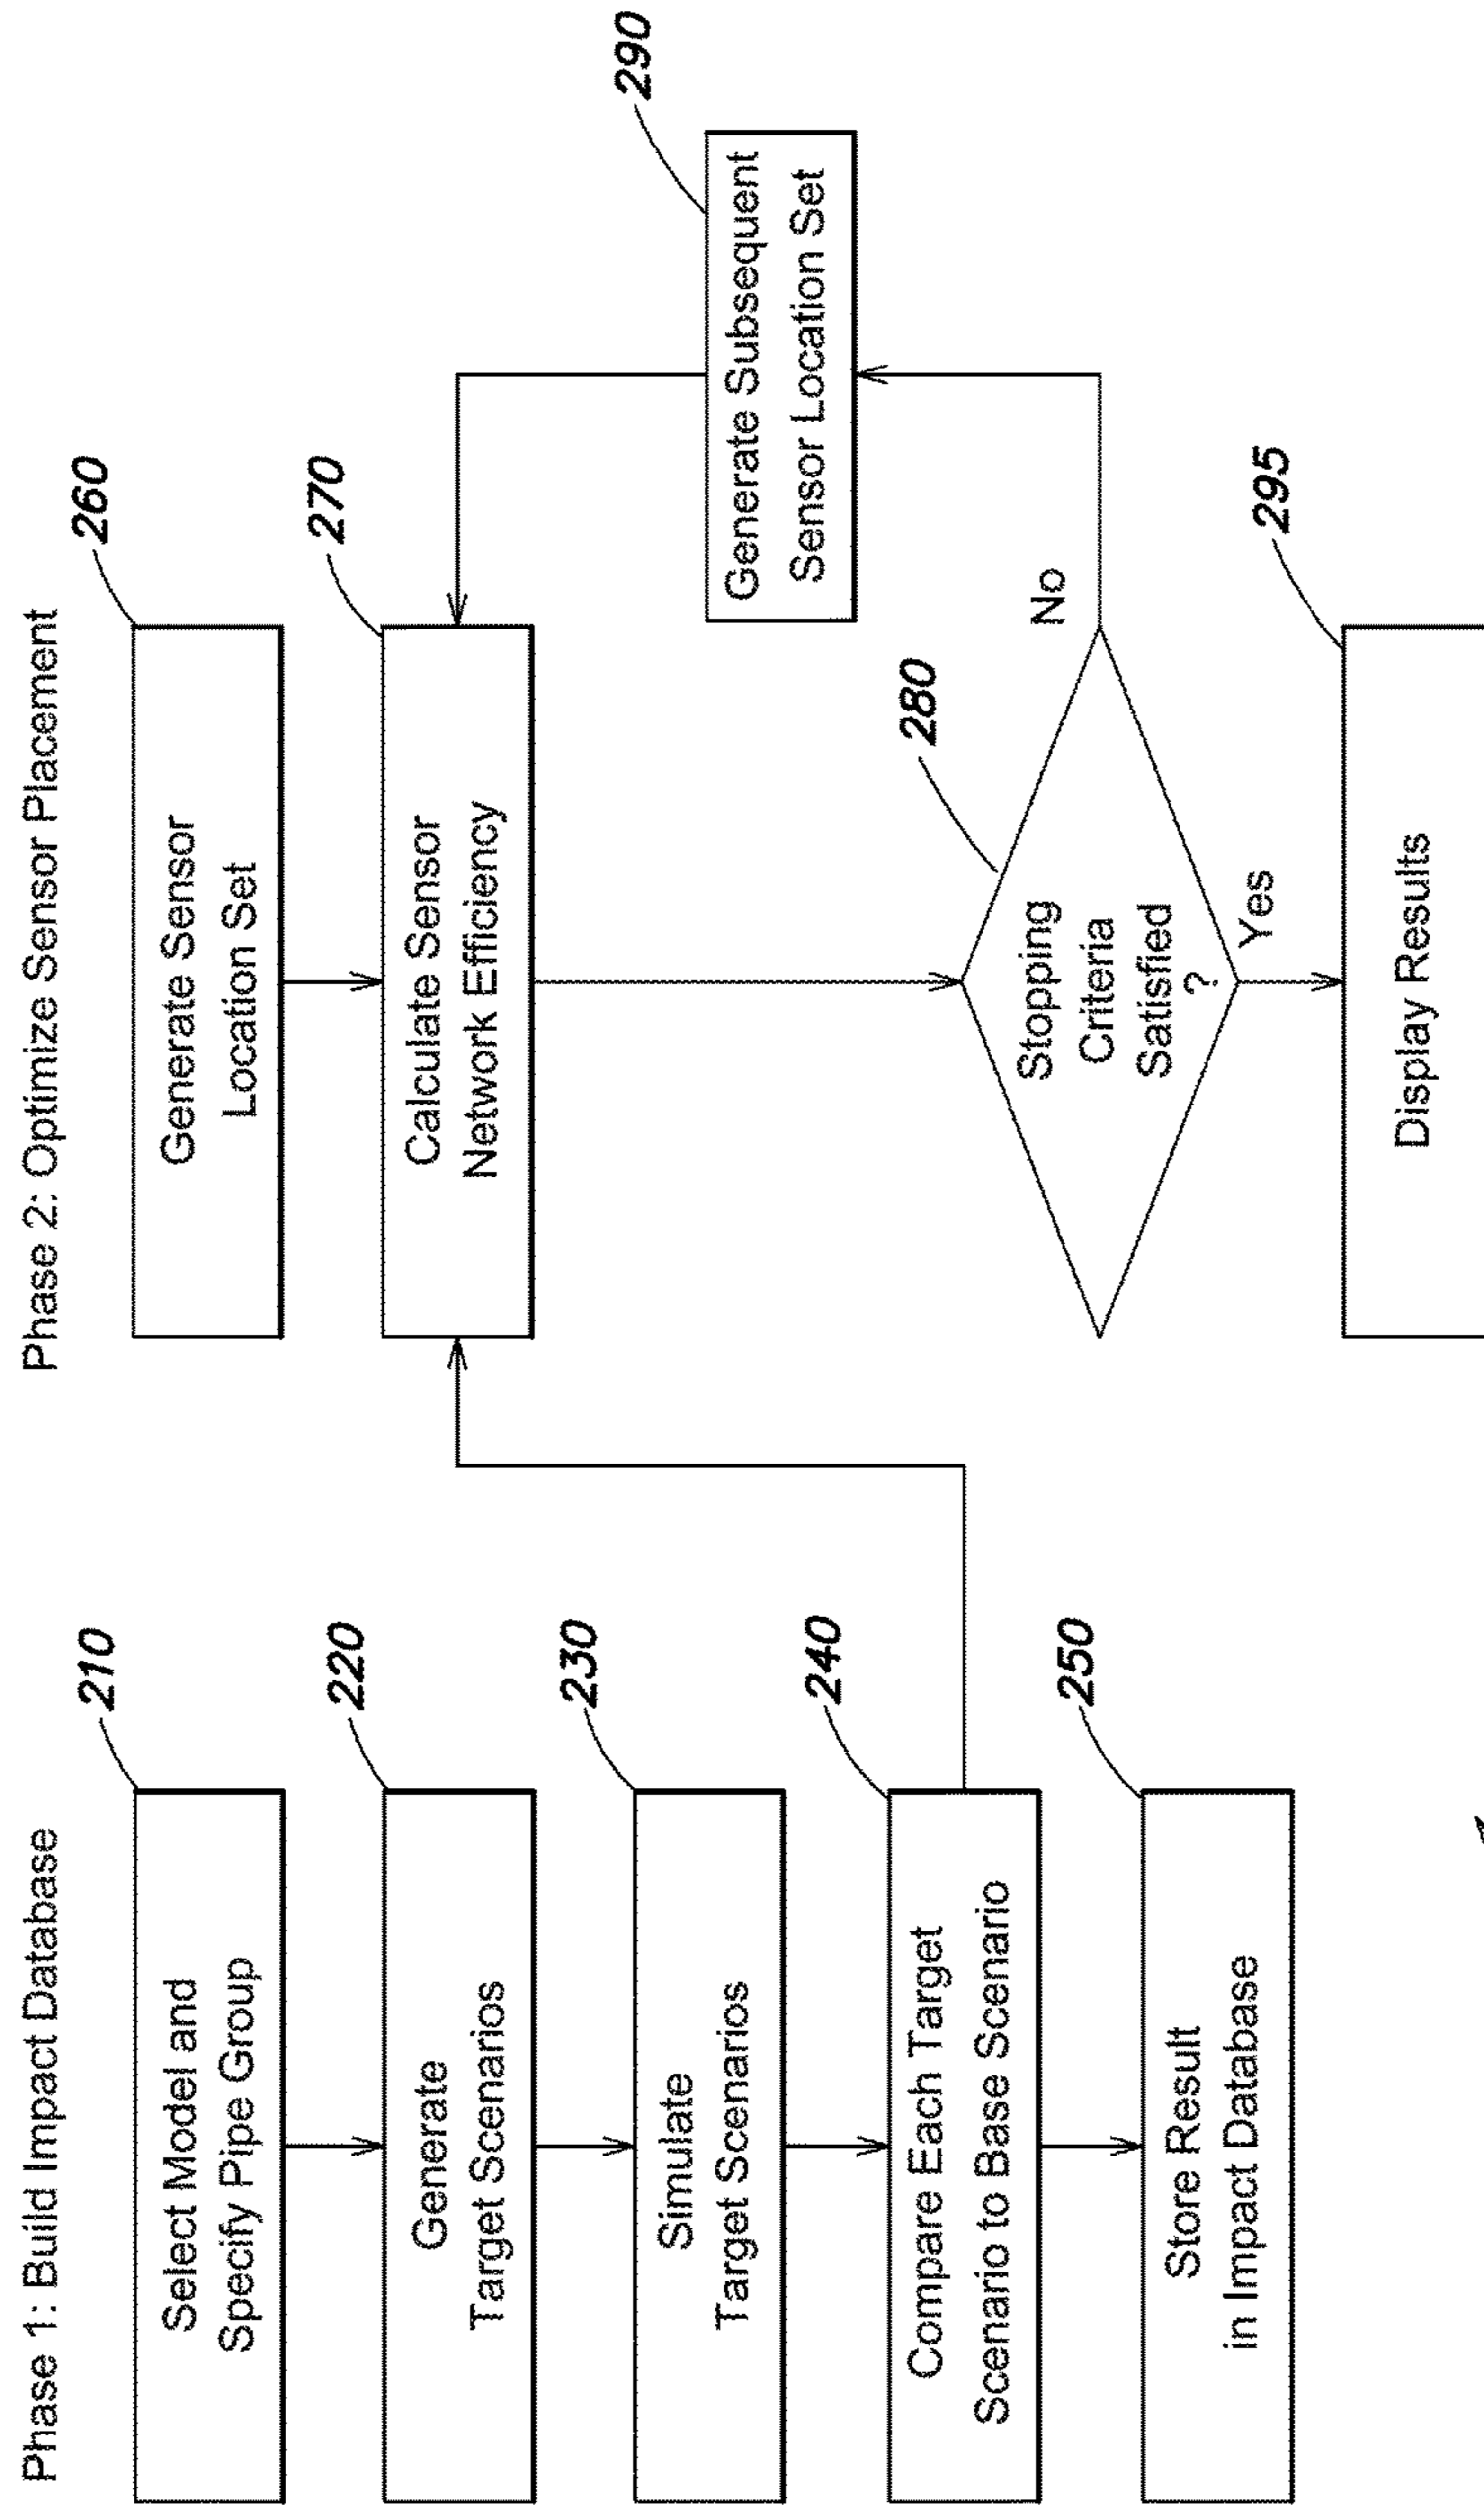 Phase 1: Build Impact Database
210
Select Model and
Specify Pipe Group
220
Generate
Target Scenarios
230
Simulate
Target Scenarios
240
Compare Each Target
Scenario to Base Scenario
250
Store Result
in Impact Database
Phase 2: Optimize Sensor Placement
260
Generate Sensor
Location Set
270
Calculate Sensor
Network Efficiency
280
Stopping
Criteria
Satisfied
?
No
Yes
290
Generate Subsequent
Sensor Location Set
295
Display Results